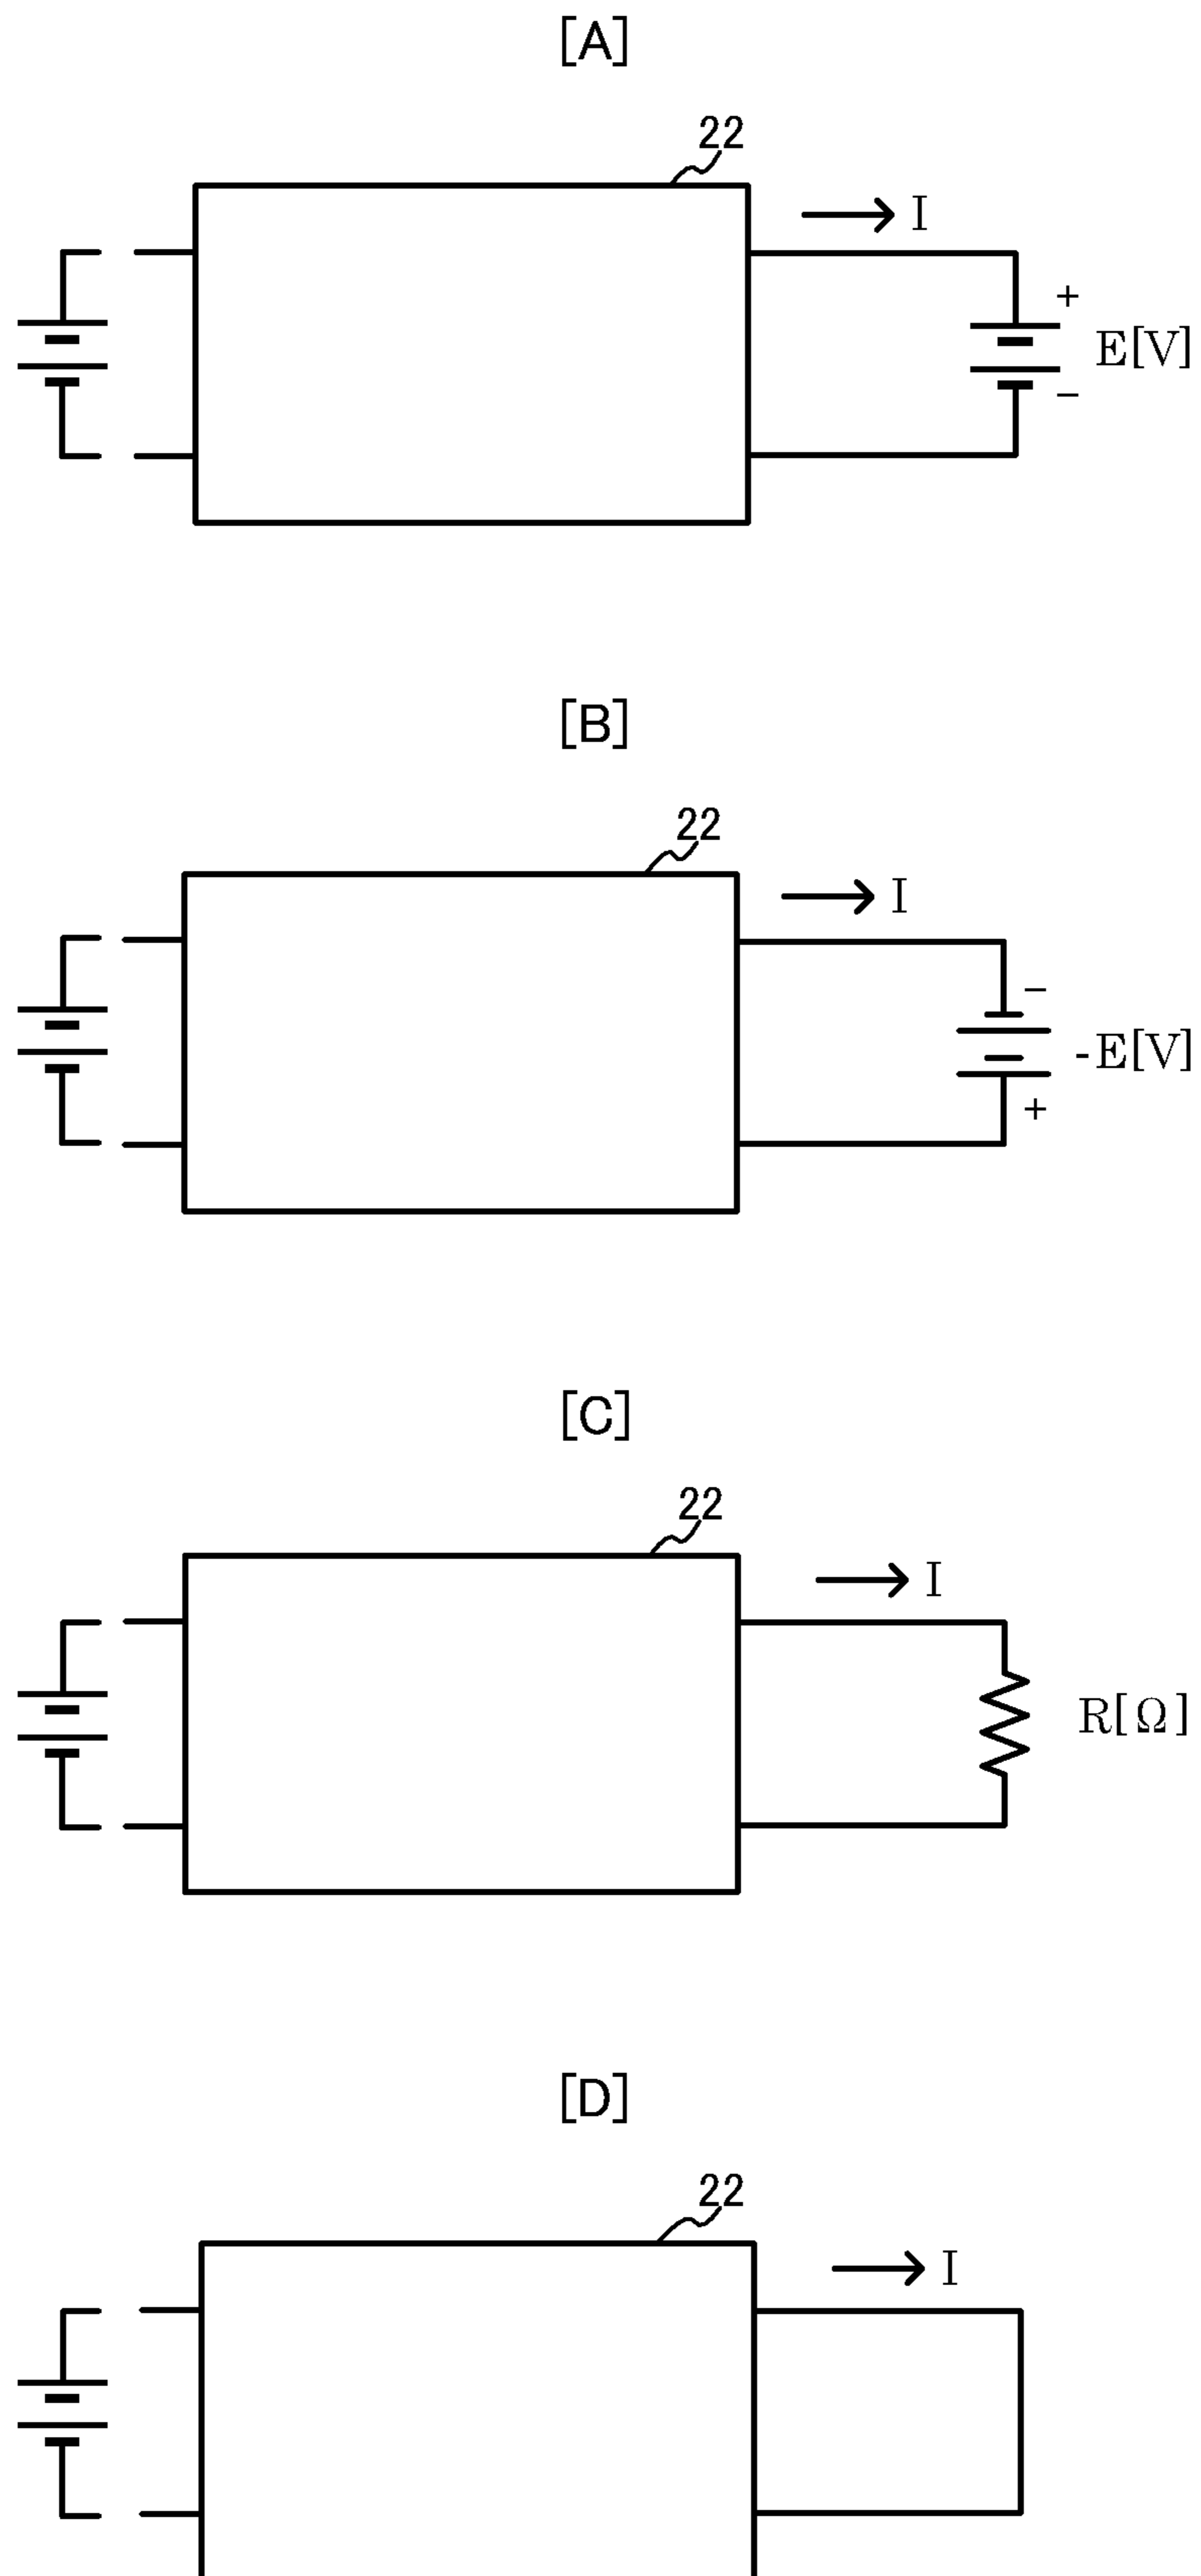 [A]
22
I
+
E[V]
−
[B]
22
I
−
-E[V]
+
[C]
22
I
R[Ω]
[D]
22
I